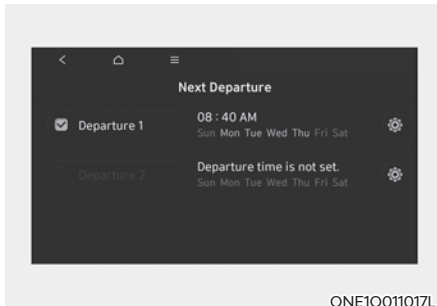 Next Departure
Departure 1
08 : 40 AM
Sun Mon Tue Wed Thu Fri Sat
Departure 2
Departure time is not set.
Sun Mon Tue Wed Thu Fri Sat
ONE1Q011017L